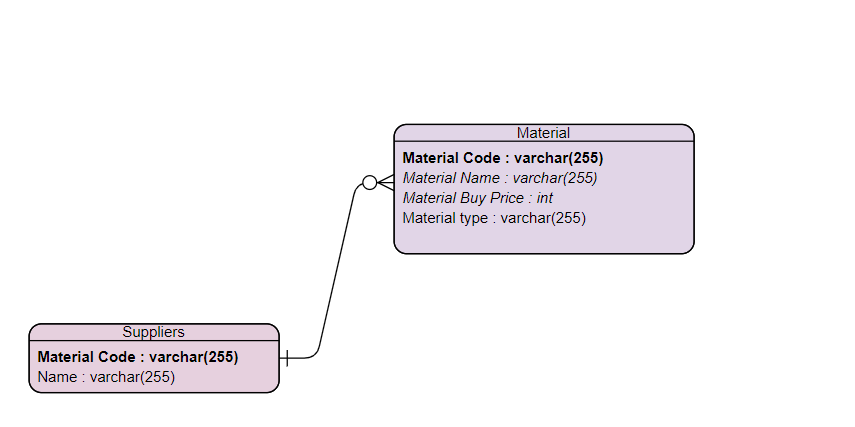 Material
Material Code : varchar(255)
Material Name : varchar(255)
Material Buy Price : int
Material type : varchar(255)
Suppliers
Material Code : varchar(255)
Name : varchar(255)